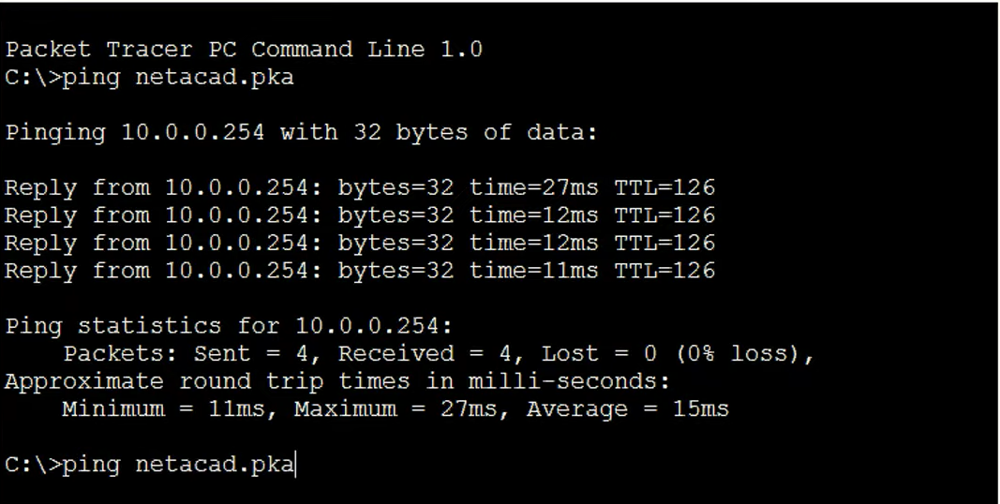 Packet Tracer PC Command Line 1.0
C:\>ping netacad.pka
Pinging 10.0.0.254 with 32 bytes of data:
Reply from 10.0.0.254: bytes=32 time=27ms TTL=126
Reply from 10.0.0.254: bytes=32 time=12ms TTL=126
Reply from 10.0.0.254: bytes=32 time=12ms TTL=126
Reply from 10.0.0.254: bytes=32 time=11ms TTL=126
Ping statistics for 10.0.0.254:
    Packets: Sent = 4, Received = 4, Lost = 0 (0% loss),
Approximate round trip times in milli-seconds:
    Minimum = 11ms, Maximum = 27ms, Average = 15ms
C:\>ping netacad.pka